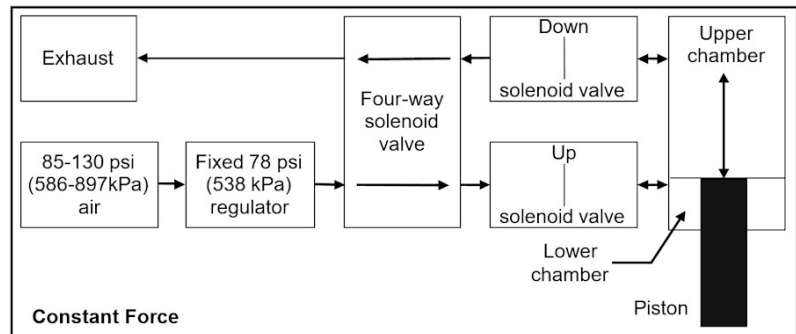 Exhaust
Down
solenoid valve
Upper
chamber
Four-way
solenoid
valve
85-130 psi
(586-897kPa)
air
Fixed 78 psi
(538 kPa)
regulator
Up
solenoid valve
Lower
chamber
Piston
Constant Force